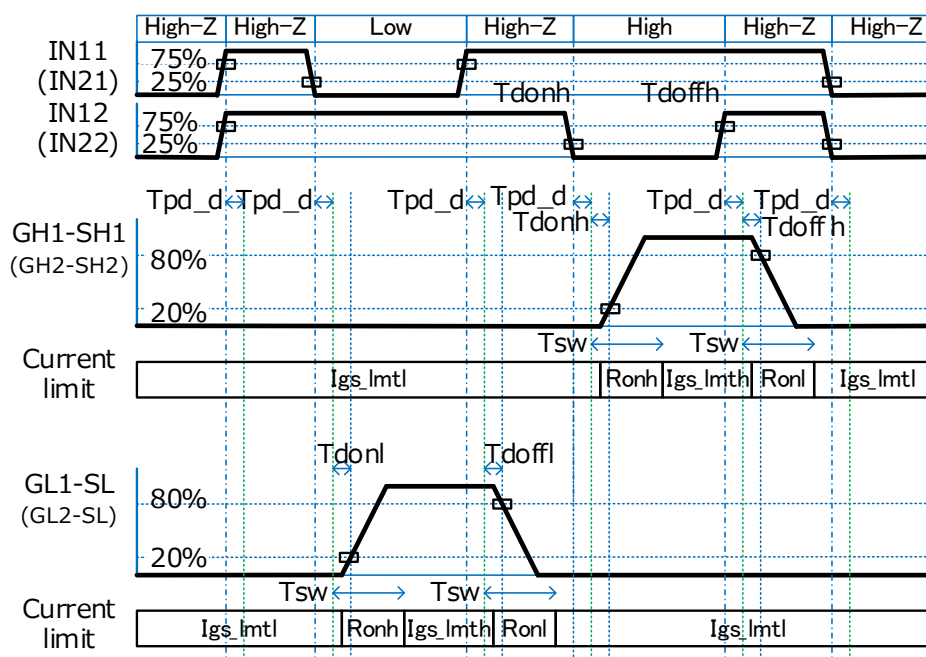 High-Z High-Z Low High-Z High High-Z High-Z
IN11
(IN21)
75%
25%
Tdonh Tdoffh
IN12
(IN22)
75%
25%
Tpd_d Tpd_d Tpd_d Tpd_d Tpd_d Tpd_d
Tdonh Tdoffh
GH1-SH1
(GH2-SH2)
80%
20%
Tsw Tsw
Current
limit
Igs_lmtl Ronh Igs_lmth Ronl Igs_lmtl
Tdonl Tdoffl
GL1-SL
(GL2-SL)
80%
20%
Tsw Tsw
Current
limit
Igs_lmtl Ronh Igs_lmth Ronl Igs_lmtl